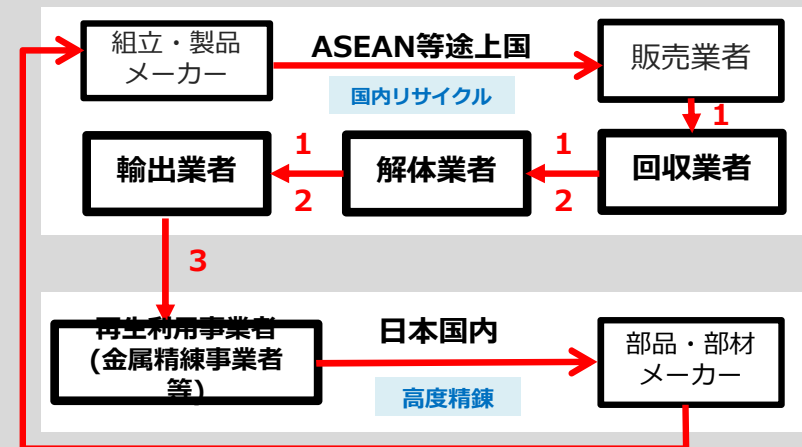 組立・製品
メーカー
ASEAN等途上国
国内リサイクル
販売業者
1
輸出業者
1
2
解体業者
1
2
回収業者
3
再生利用事業者
(金属精練事業者
等)
日本国内
高度精錬
部品・部材
メーカー